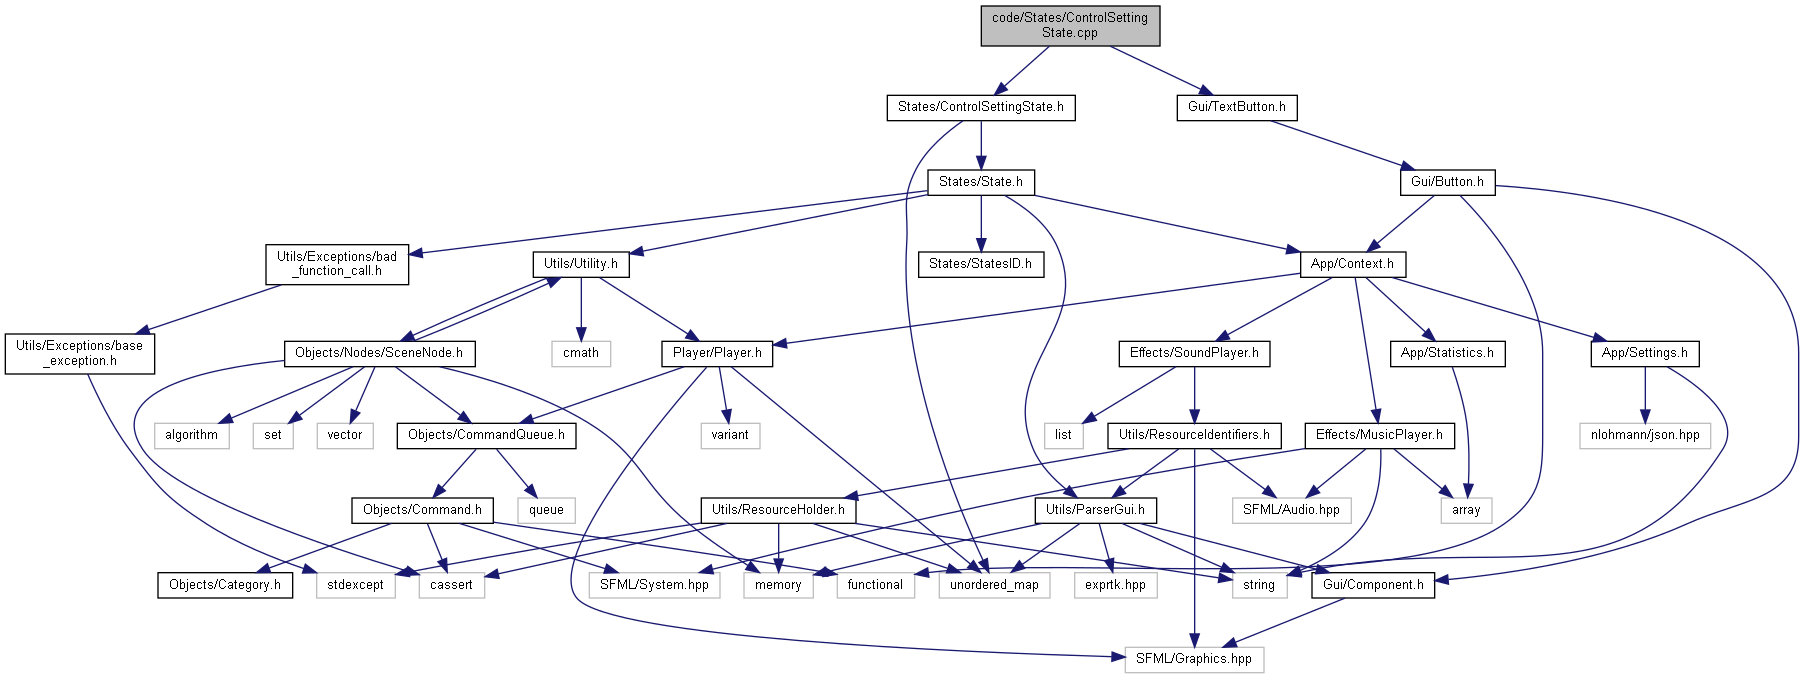 code/States/ControlSetting
State.cpp
States/ControlSettingState.h
Gui/TextButton.h
States/State.h
Gui/Button.h
Utils/Exceptions/bad
_function_call.h
Utils/Utility.h
States/StatesID.h
App/Context.h
Utils/Exceptions/base
_exception.h
Objects/Nodes/SceneNode.h
cmath
Player/Player.h
Effects/SoundPlayer.h
App/Statistics.h
App/Settings.h
algorithm
set
vector
Objects/CommandQueue.h
variant
list
Utils/ResourceIdentifiers.h
Effects/MusicPlayer.h
nlohmann/json.hpp
Objects/Command.h
queue
Utils/ResourceHolder.h
Utils/ParserGui.h
SFML/Audio.hpp
array
Objects/Category.h
stdexcept
cassert
SFML/System.hpp
memory
functional
unordered_map
exprtk.hpp
string
Gui/Component.h
SFML/Graphics.hpp